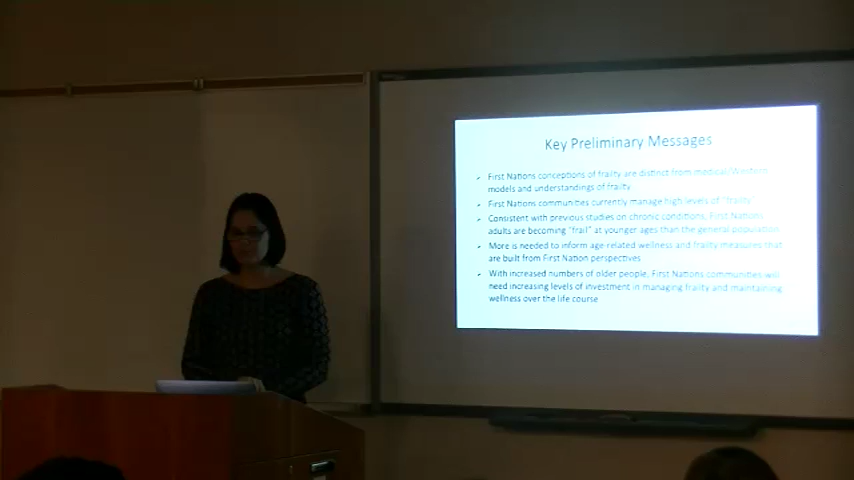 Key Preliminary Messages
First Nations conceptions of frailty are distinct from medical/Western
models and understandings of frailty.
First Nations communities currently manage high levels of "frailty"
Consistent with previous studies on chronic conditions, First Nations
adults are becoming "frail" at younger ages than the general population.
More is needed to inform age-related wellness and frailty measures that
are built from First Nation perspectives
With increased numbers of older people, First Nations communities will
need increasing levels of investment in managing frailty and maintaining
wellness over the life course